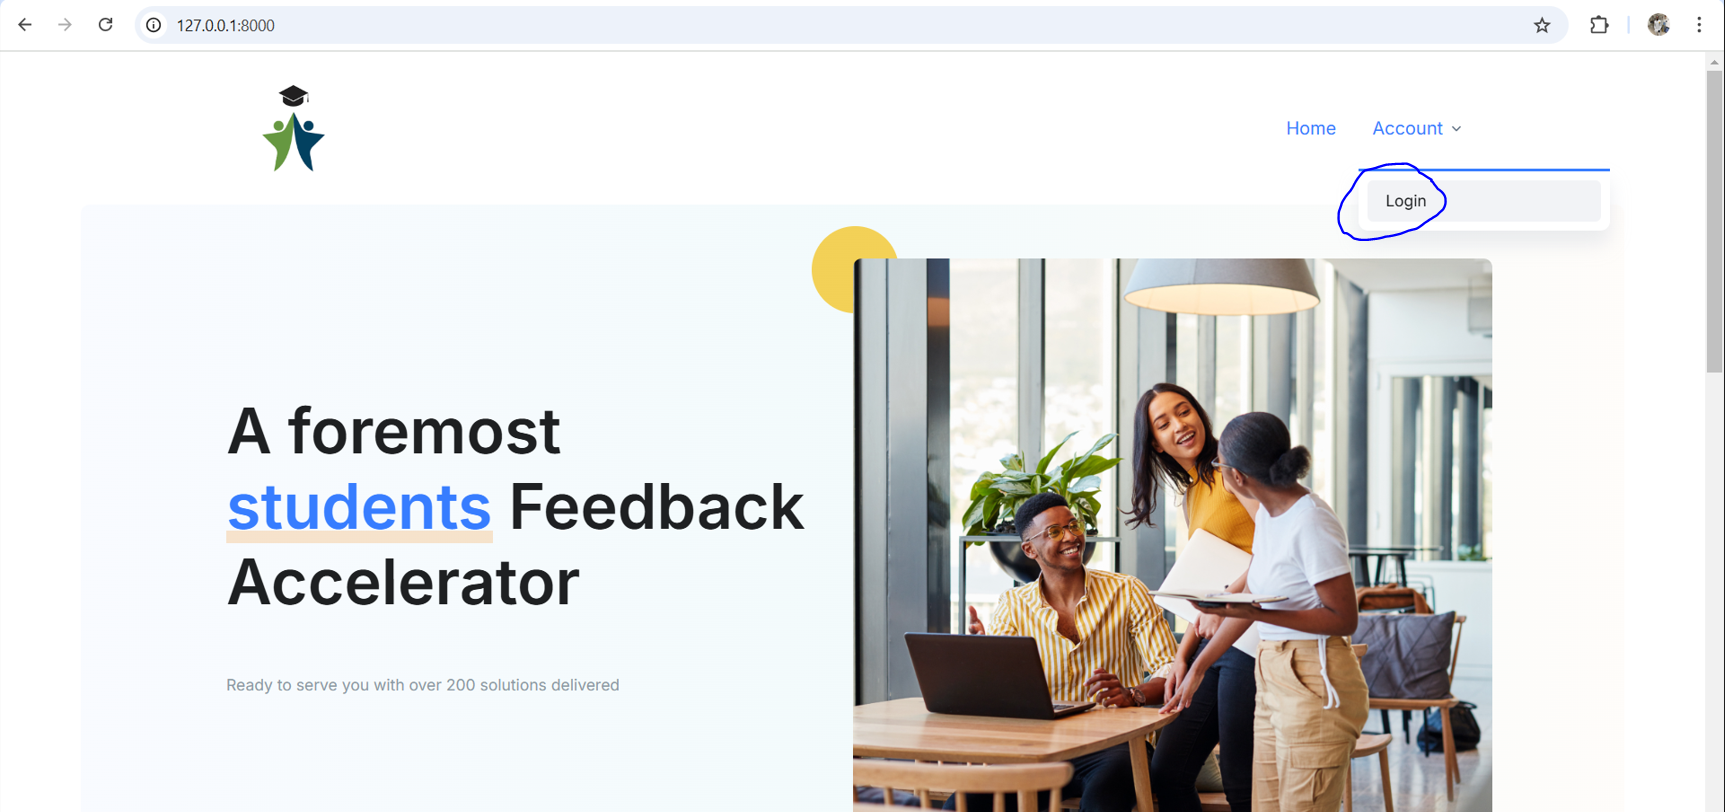 127.0.0.1:8000
Home Account
Login
A foremost
students Feedback
Accelerator
Ready to serve you with over 200 solutions delivered